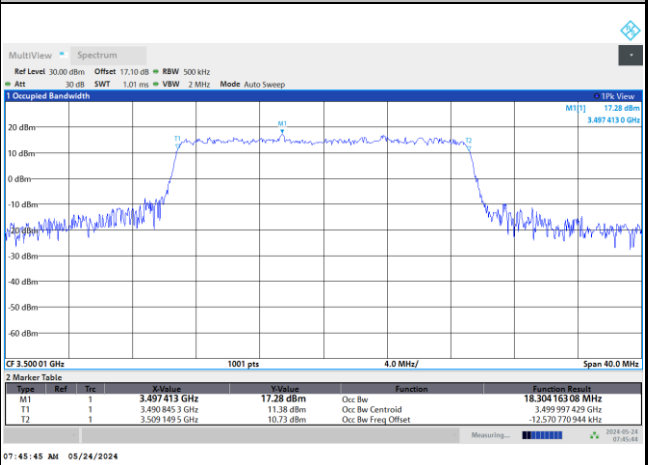 MultiView Spectrum
Ref Level 30.00 dBm Offset 17.10 dB RBW 500 kHz
Att 30 dB SWT 1.01 ms VBW 2 MHz Mode Auto Sweep
1 Occupied Bandwidth 1Pk View
M1[1] 17.28 dBm
3.497 413 0 GHz
M1
20 dBm
T1 T2
10 dBm
0 dBm
-10 dBm
-20 dBm
-30 dBm
-40 dBm
-50 dBm
-60 dBm
CF 3.500 01 GHz 1001 pts 4.0 MHz/ Span 40.0 MHz
2 Marker Table
Type Ref Trc X-Value Y-Value Function Function Result
M1 1 3.497 413 GHz 17.28 dBm Occ Bw 18.304 163 08 MHz
T1 1 3.490 845 3 GHz 11.38 dBm Occ Bw Centroid 3.499 997 429 GHz
T2 1 3.509 149 5 GHz 10.73 dBm Occ Bw Freq Offset -12.570 770 944 kHz
Measuring... 2024-05-24
07:45:44
07:45:45 AM 05/24/2024